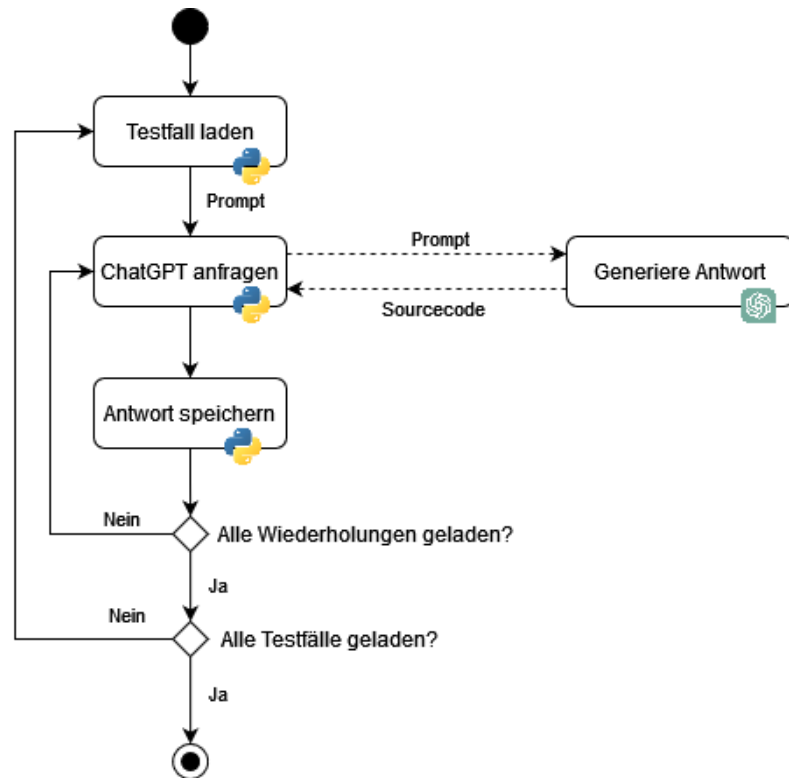 Testfall laden
Prompt
ChatGPT anfragen
Prompt
Generiere Antwort
Sourcecode
Antwort speichern
Nein
Alle Wiederholungen geladen?
Ja
Nein
Alle Testfälle geladen?
Ja